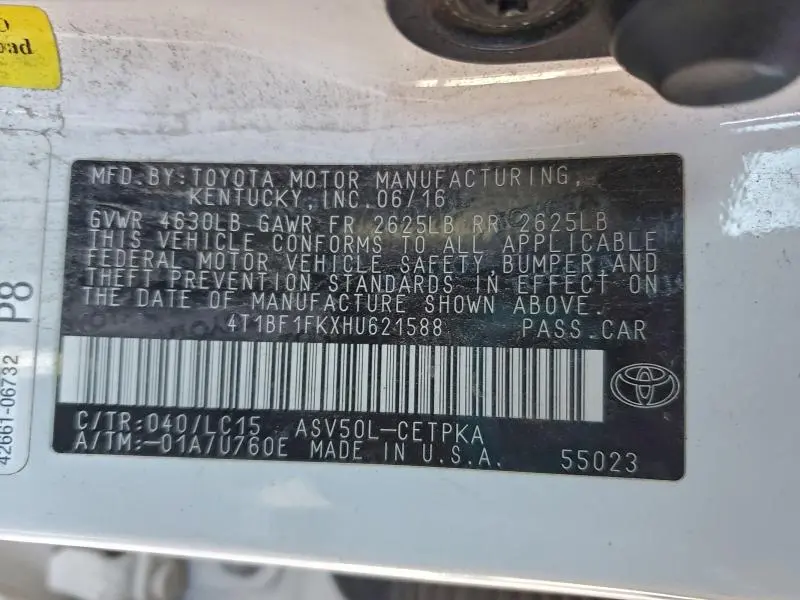 oad
P8
42661-06732
MFD.BY:TOYOTA MOTOR MANUFACTURING,
KENTUCKY, INC.06/16
GVWR 4630LB GAWR FR 2625LB RR 2625LB
THIS VEHICLE CONFORMS TO ALL APPLICABLE
FEDERAL MOTOR VEHICLE SAFETY,BUMPER,AND
THEFT PREVENTION STANDARDS IN EFFECT ON
THE DATE OF MANUFACTURE SHOWN ABOVE.
4T1BF1FKXHU621588 PASS.CAR
C/TR:040/LC15 ASV50L-CETPKA
A/TM:-01A7U760E MADE IN U.S.A. 55023